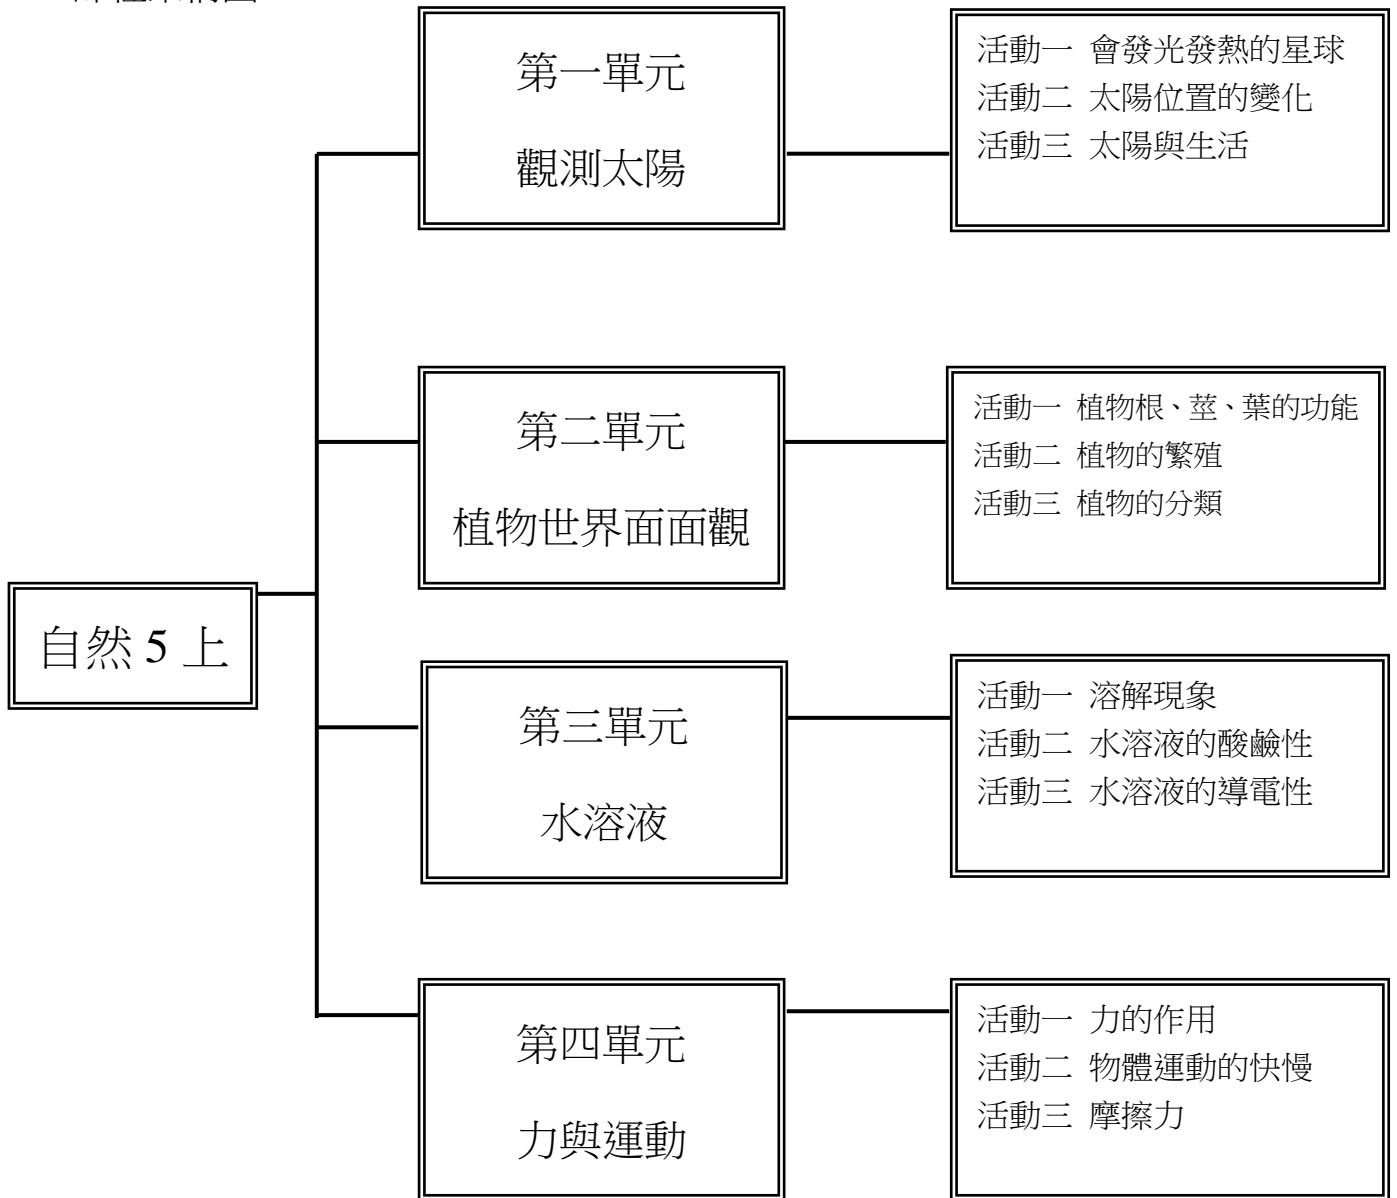 第一單元
觀測太陽
活動一 會發光發熱的星球
活動二 太陽位置的變化
活動三 太陽與生活
第二單元
植物世界面面觀
活動一 植物根、莖、葉的功能
活動二 植物的繁殖
活動三 植物的分類
自然 5 上
第三單元
水溶液
活動一 溶解現象
活動二 水溶液的酸鹼性
活動三 水溶液的導電性
第四單元
力與運動
活動一 力的作用
活動二 物體運動的快慢
活動三 摩擦力